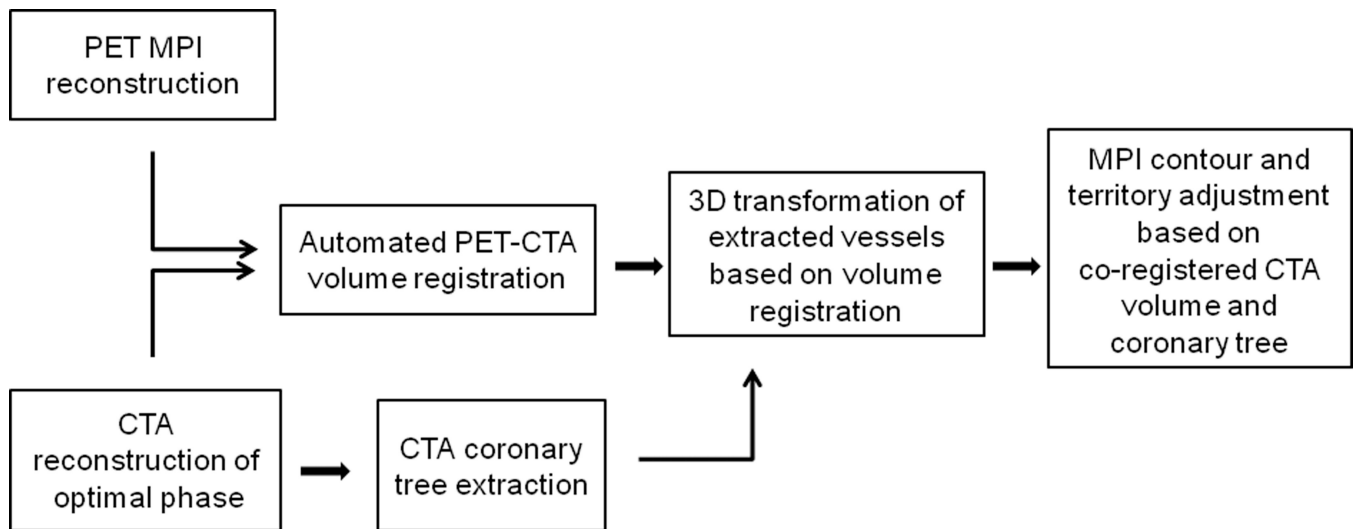 PET MPI
reconstruction
Automated PET-CTA
volume registration
3D transformation of
extracted vessels
based on volume
registration
MPI contour and
territory adjustment
based on
co-registered CTA
volume and
coronary tree
CTA
reconstruction of
optimal phase
CTA coronary
tree extraction